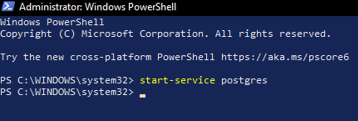 Administrator: Windows PowerShell
Windows PowerShell
Copyright (C) Microsoft Corporation. All rights reserved.
Try the new cross-platform PowerShell https://aka.ms/pscore6
PS C:\WINDOWS\system32> start-service postgres
PS C:\WINDOWS\system32>